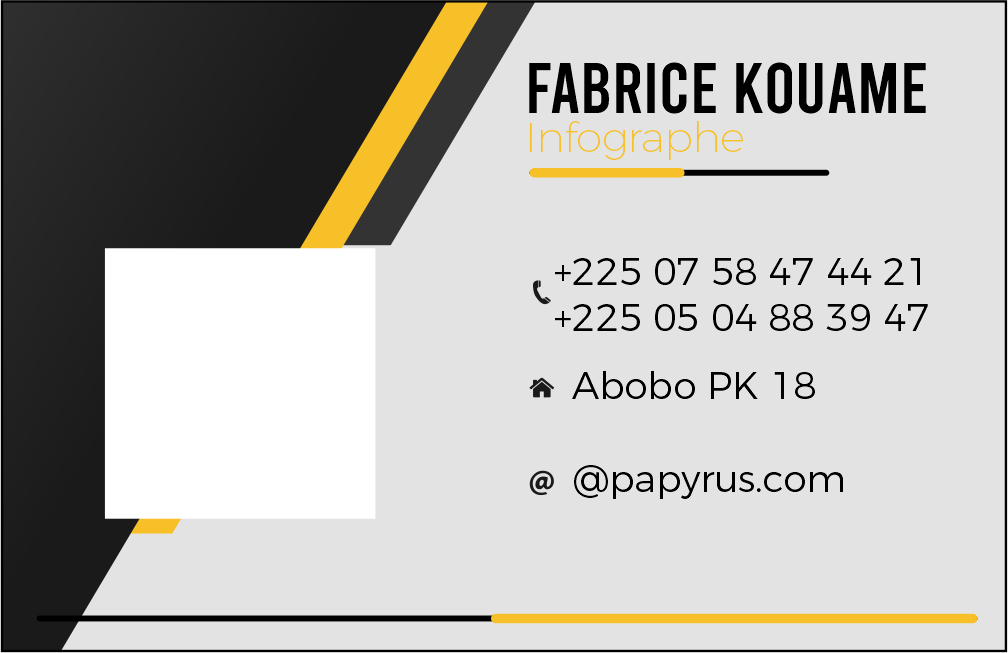 FABRICE KOUAME
Infographe
+225 07 58 47 44 21
+225 05 04 88 39 47
Abobo PK 18
@ @papyrus.com